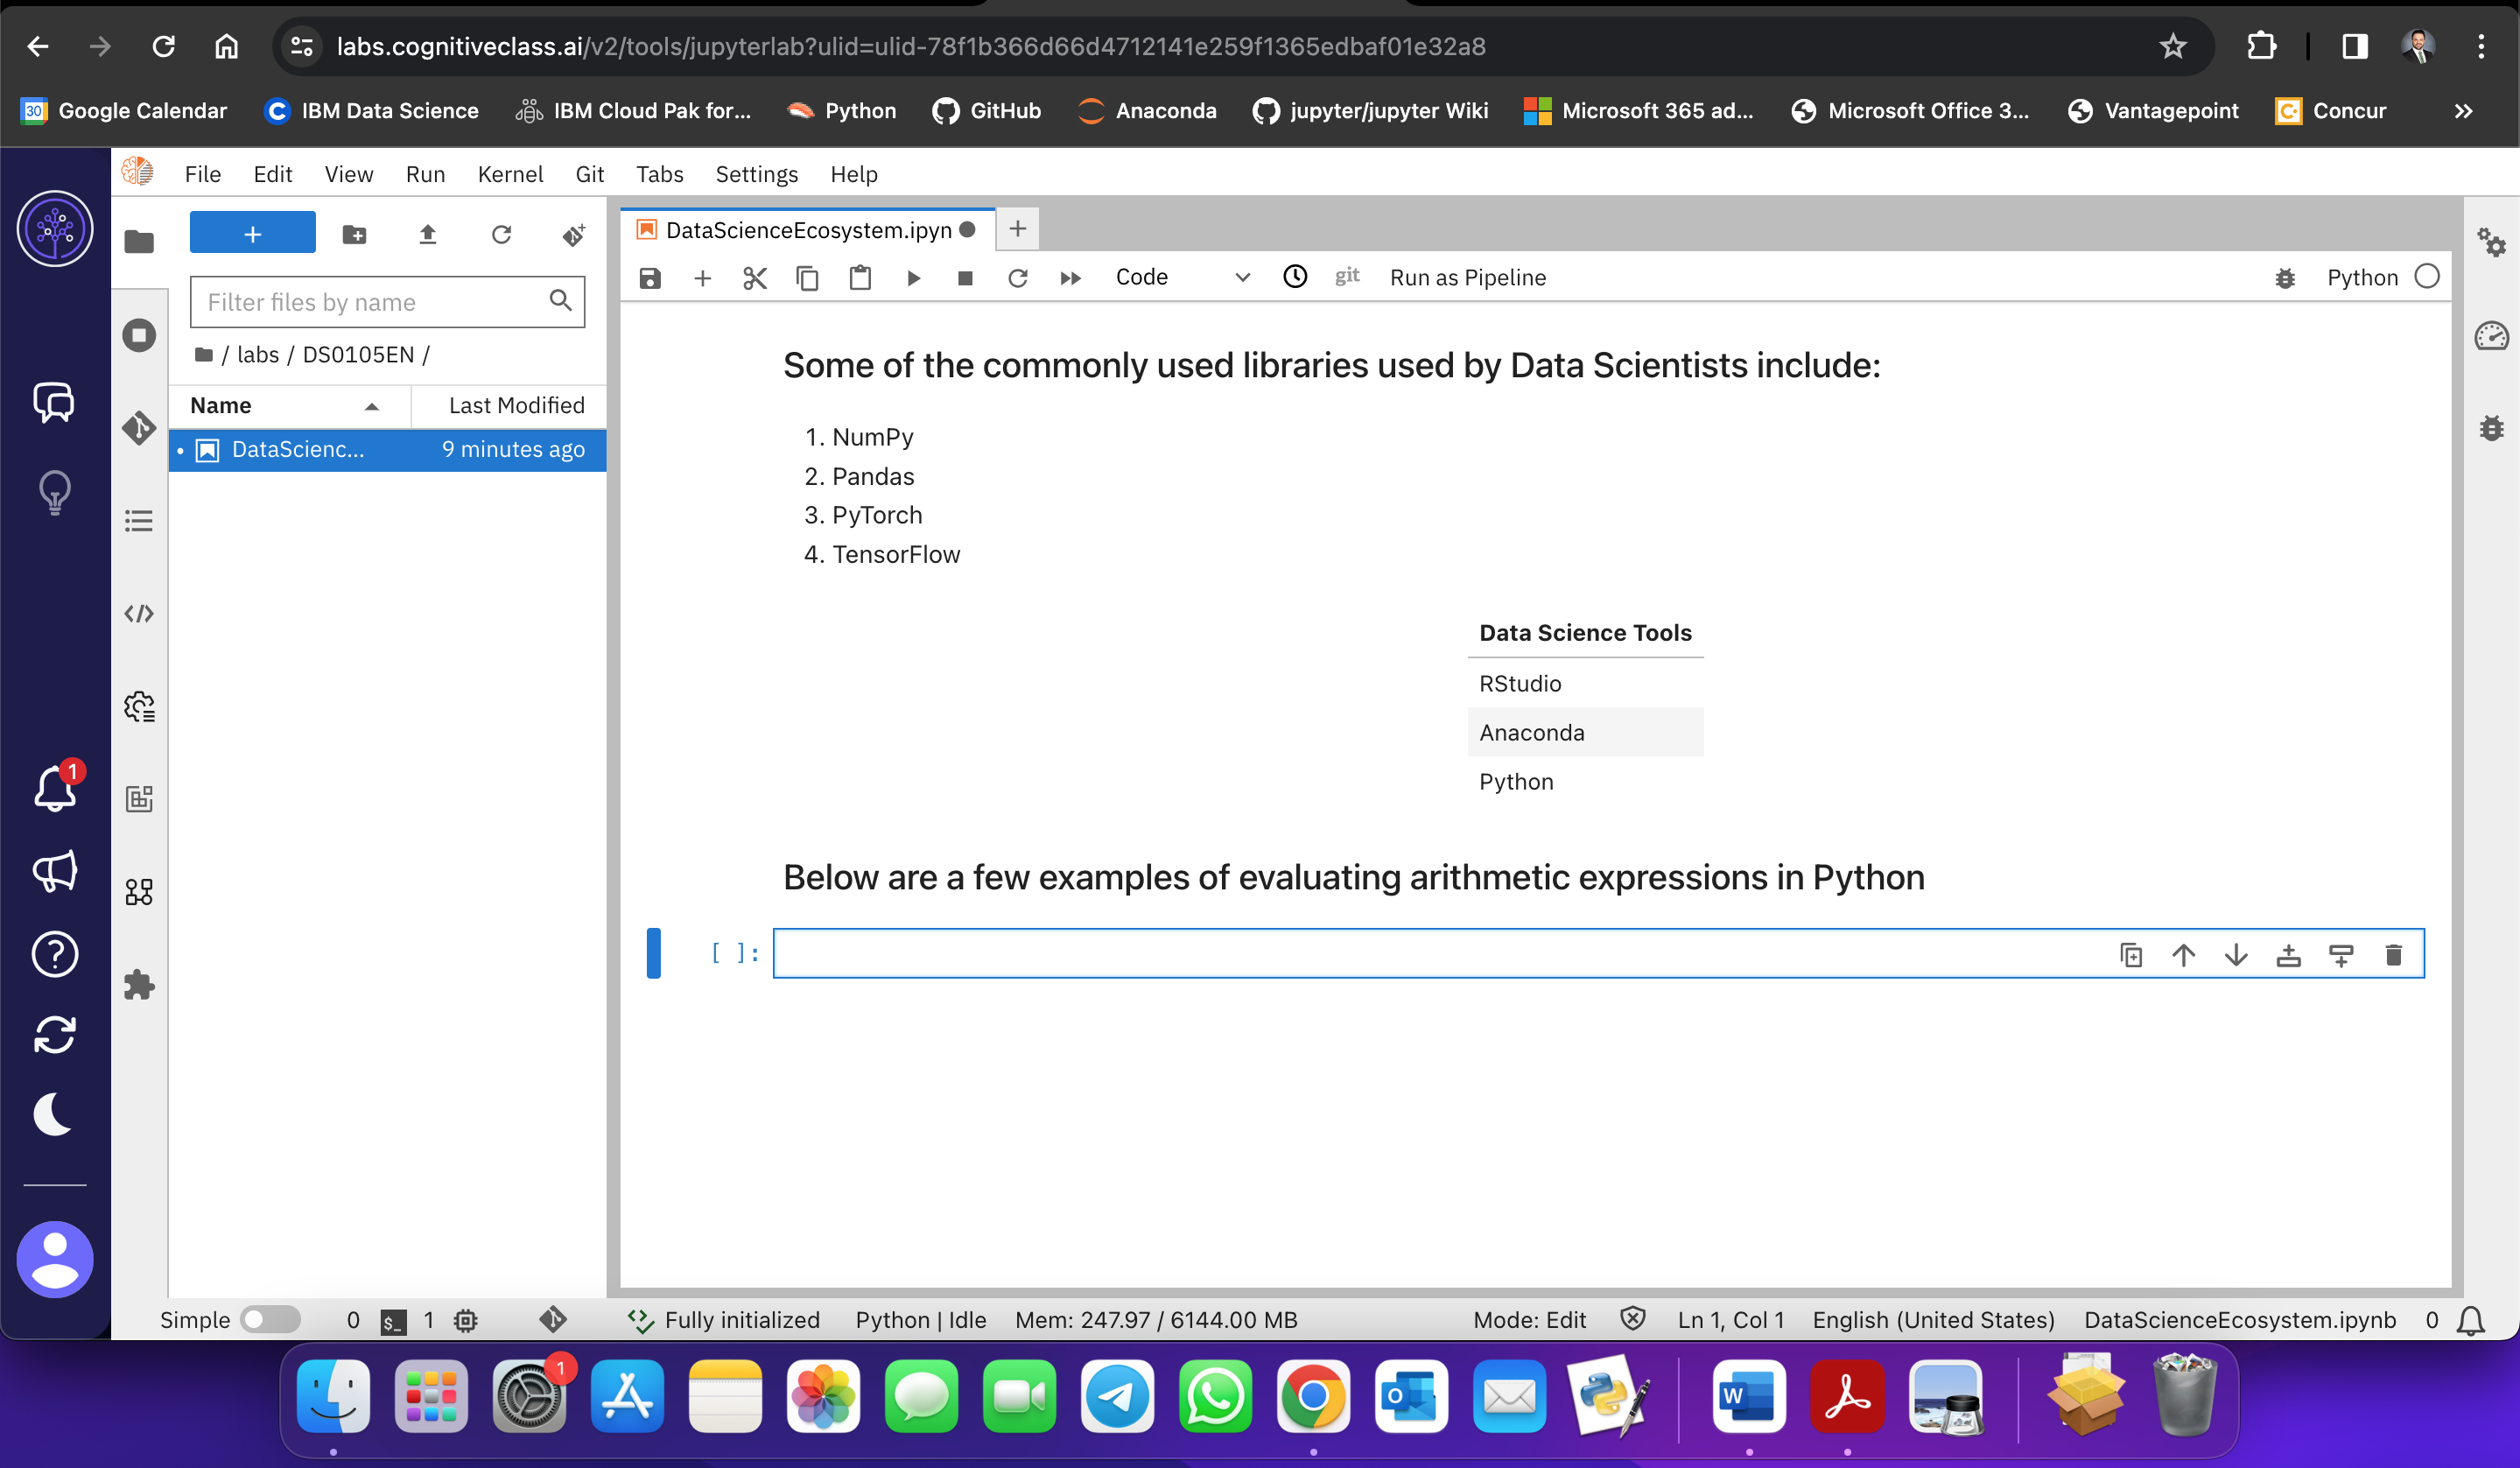 labs.cognitiveclass.ai/v2/tools/jupyterlab?ulid=ulid-78f1b366d66d4712141e259f1365edbaf01e32a8
30 Google Calendar C IBM Data Science IBM Cloud Pak for... Python GitHub Anaconda jupyter/jupyter Wiki Microsoft 365 ad... Microsoft Office 3... Vantagepoint C. Concur »
File Edit View Run Kernel Git Tabs Settings Help
+
DataScienceEcosystem.ipyn
+
Code git Run as Pipeline Python
Filter files by name
/ labs / DS0105EN /
Name Last Modified
DataScienc... 9 minutes ago
Some of the commonly used libraries used by Data Scientists include:
1. NumPy
2. Pandas
3. PyTorch
4. TensorFlow
Data Science Tools
RStudio
Anaconda
Python
Below are a few examples of evaluating arithmetic expressions in Python
[ ]:
1
Simple 0 $_ 1 Fully initialized Python | Idle Mem: 247.97 / 6144.00 MB Mode: Edit Ln 1, Col 1 English (United States) DataScienceEcosystem.ipynb 0
1
O
W